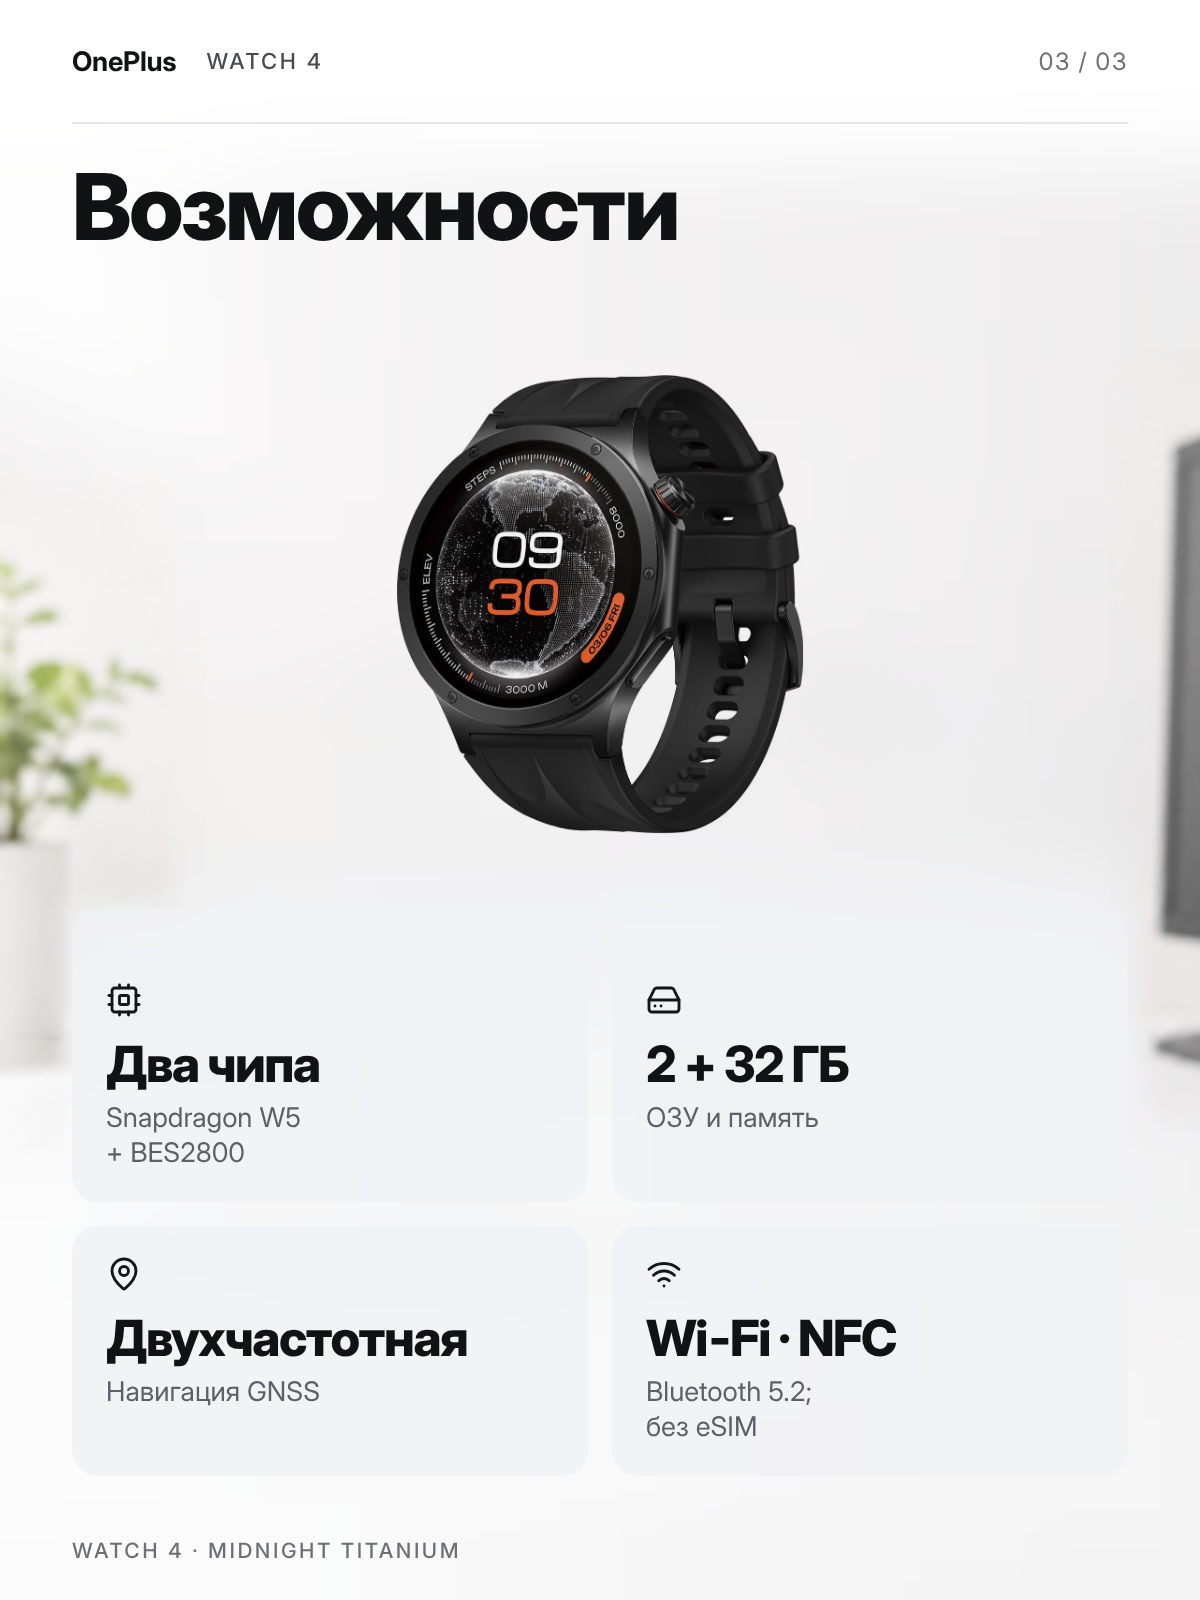 OnePlus WATCH 4 03 / 03
Возможности
STEPS
8000
ELEV
09
30
03/06 FRI
3000 M
Два чипа
Snapdragon W5
+ BES2800
2 + 32 ГБ
ОЗУ и память
Двухчастотная
Навигация GNSS
Wi-Fi · NFC
Bluetooth 5.2;
без eSIM
WATCH 4 · MIDNIGHT TITANIUM